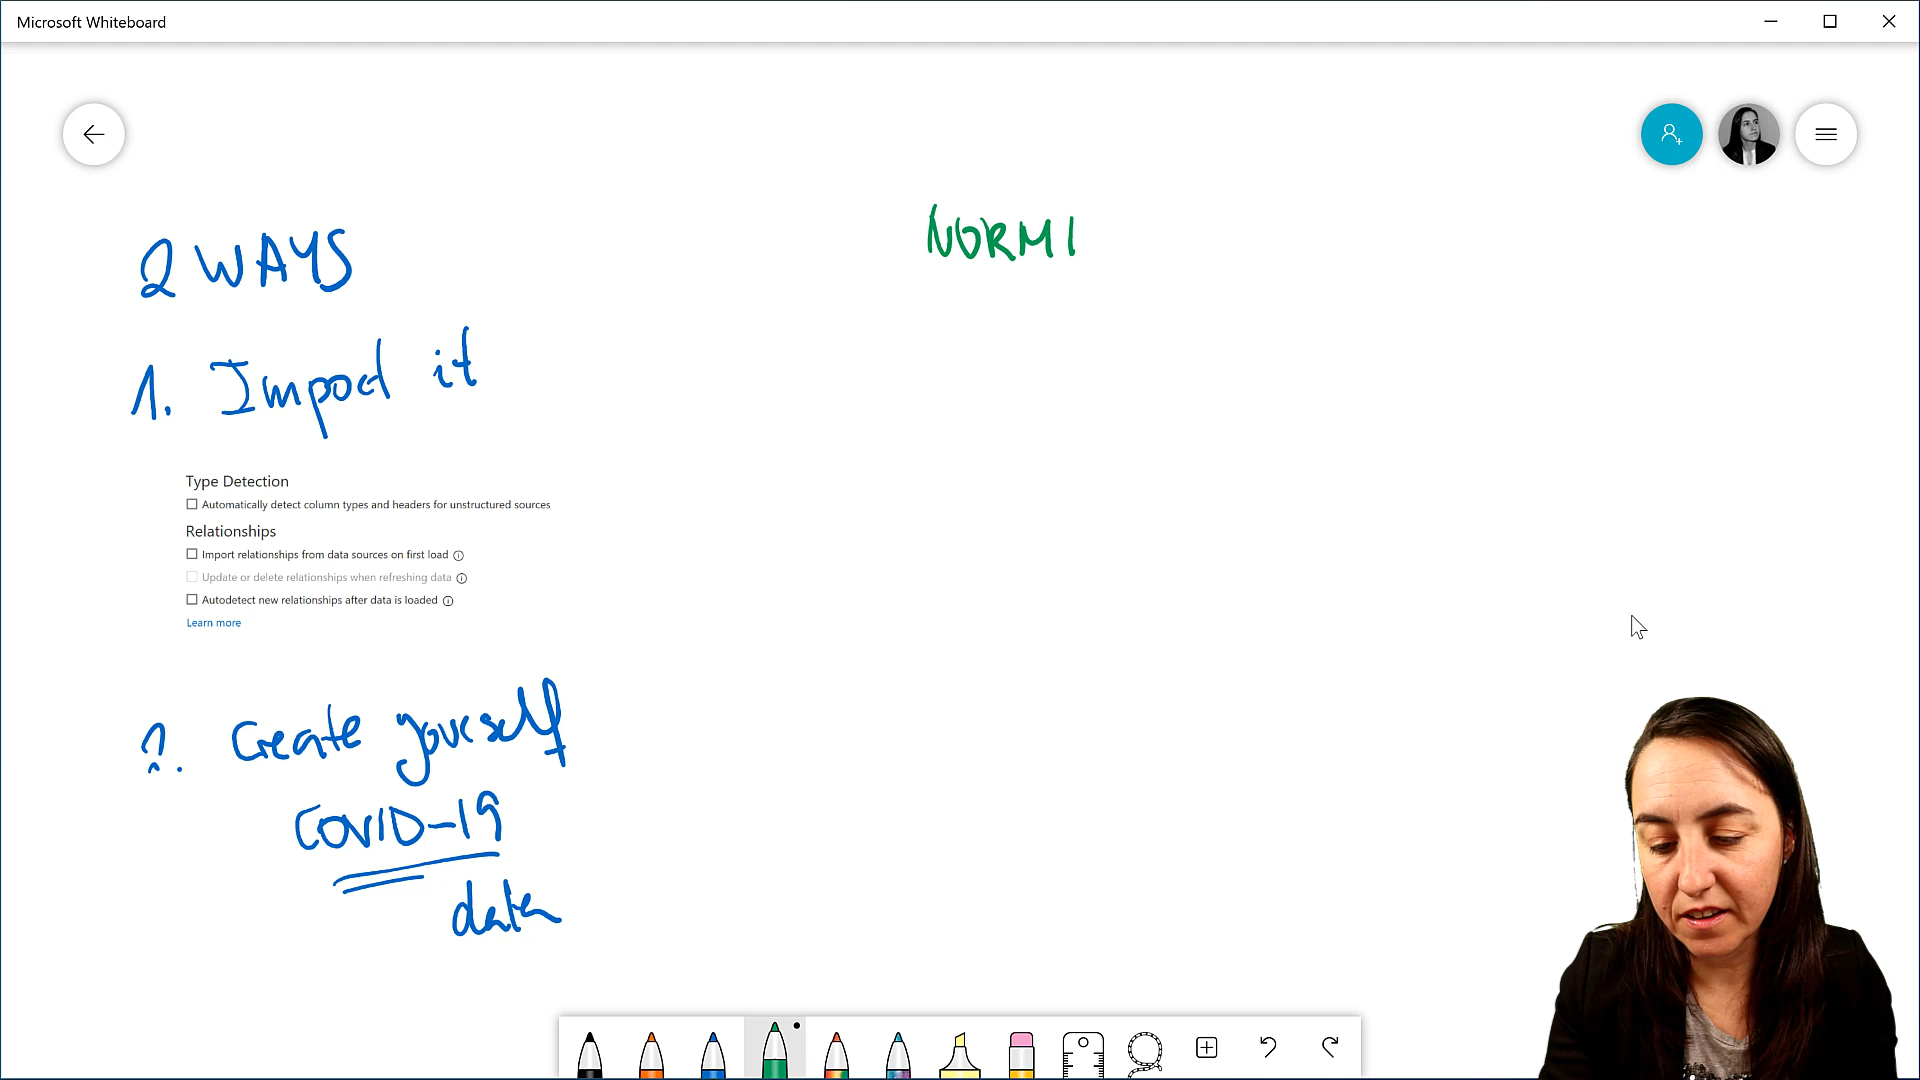 Microsoft Whiteboard
2 WAYS
NORM
1. Import it
Type Detection
Automatically detect column types and headers for unstructured sources
Relationships
Import relationships from data sources on first load
Update or delete relationships when refreshing data
Autodetect new relationships after data is loaded
Learn more
2. Create yourself
COVID-19
data